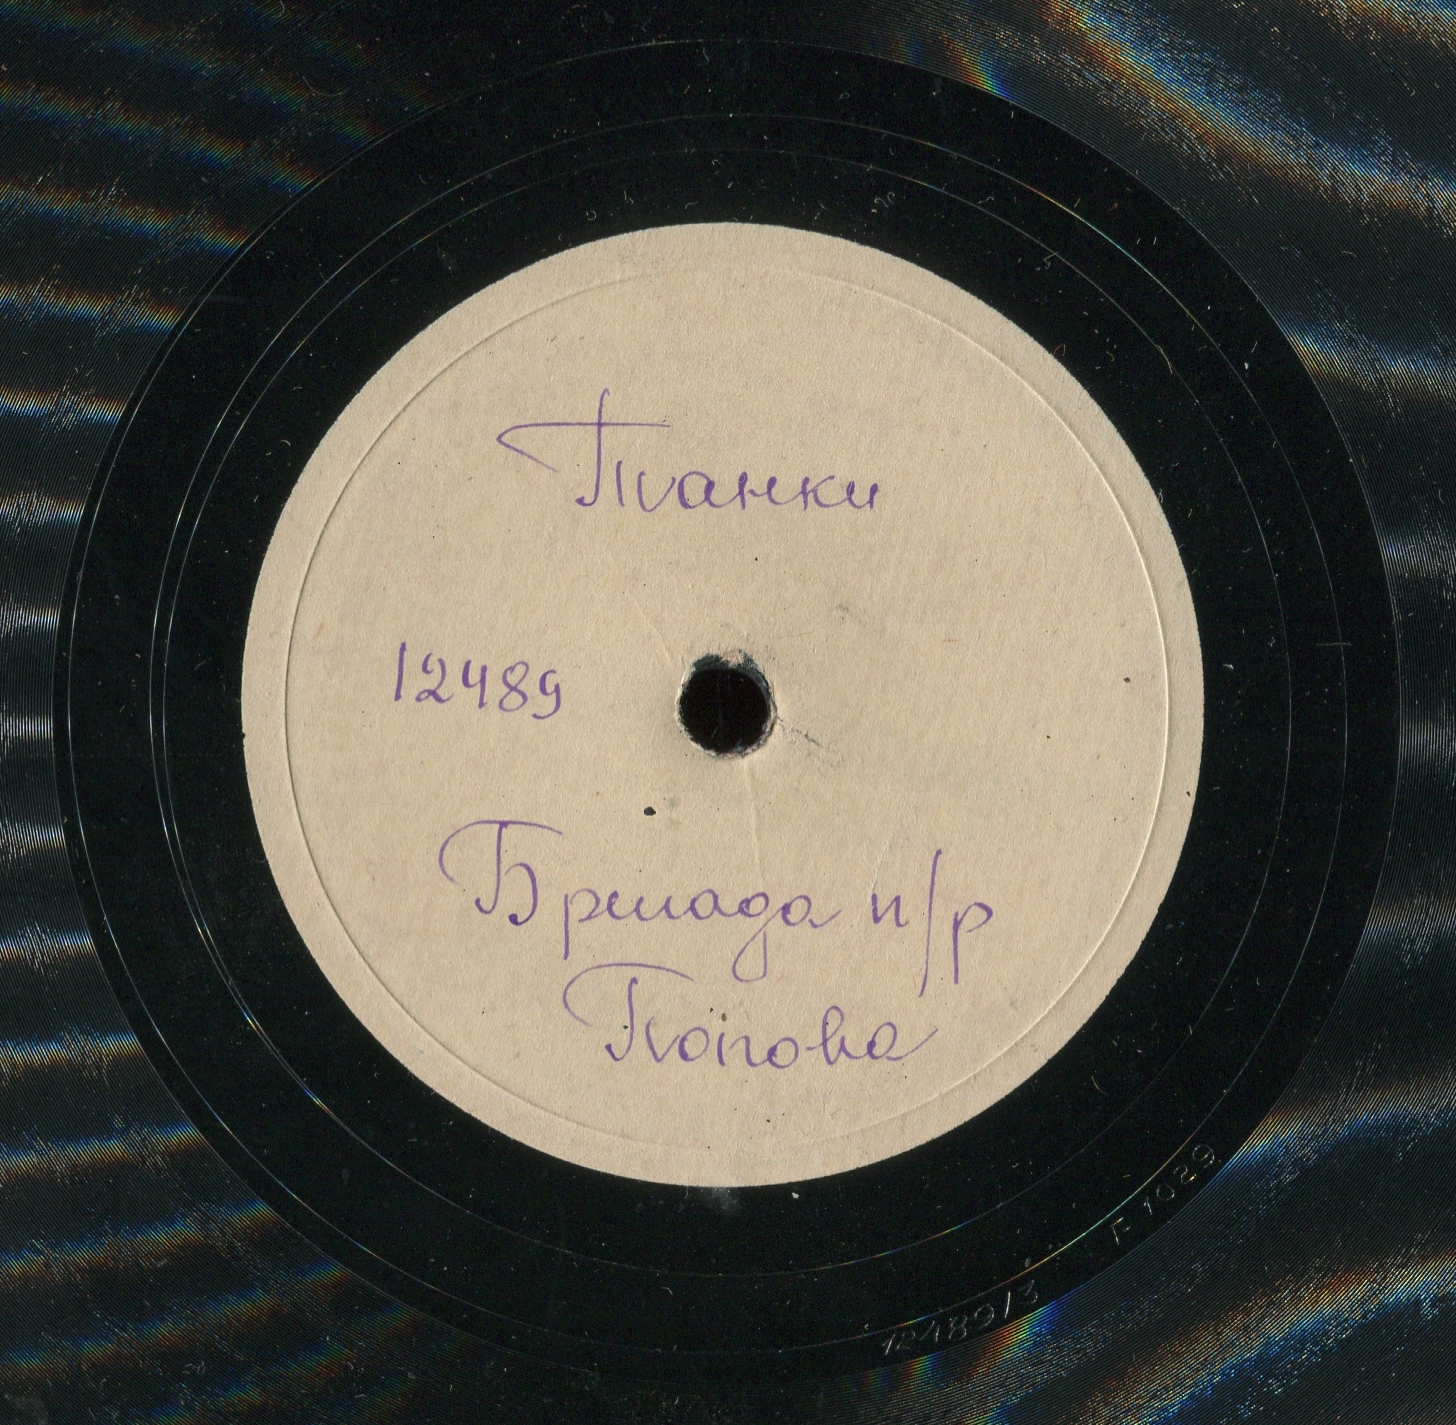 Танки
12489
Бригада п/р
Попова
12489/3 F 1029